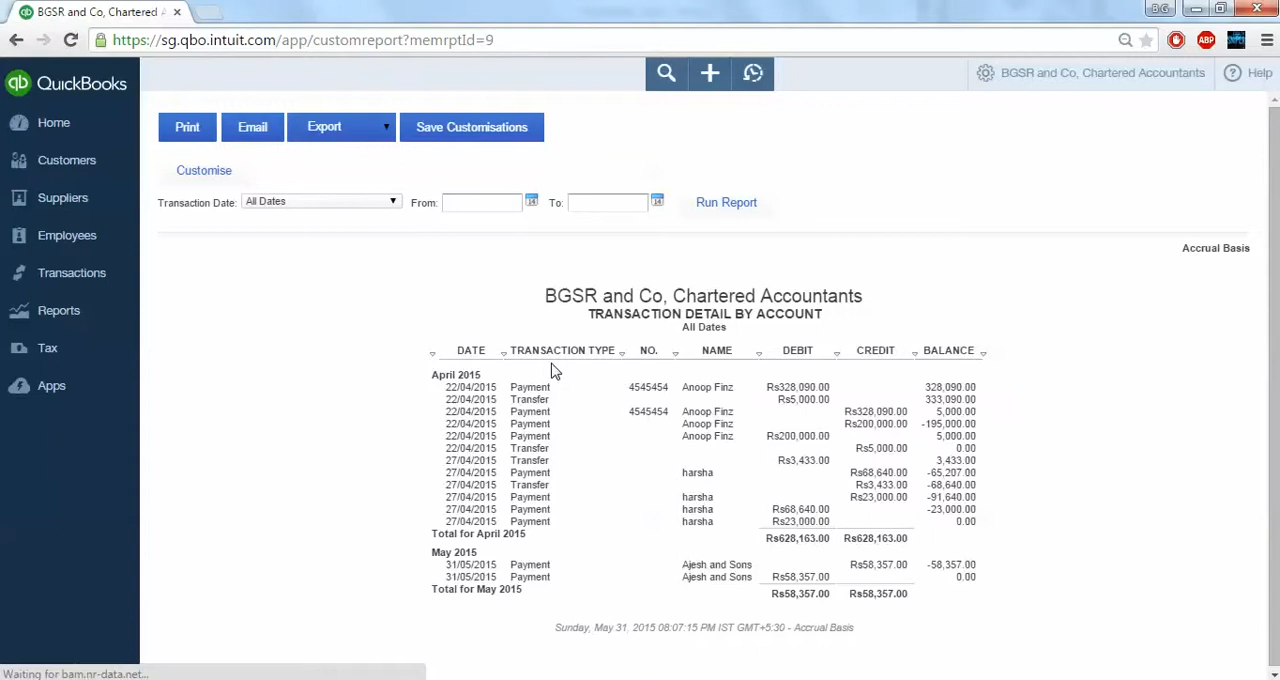 BGSR and Co, Chartered A
BG
https://sg.qbo.intuit.com/app/customreport?memrptId=9
ABP
qb QuickBooks
BGSR and Co, Chartered Accountants
? Help
Home
Customers
Suppliers
Employees
Transactions
Reports
Tax
Apps
Print Email Export Save Customisations
Customise
Transaction Date: All Dates From: To: Run Report
Accrual Basis
BGSR and Co, Chartered Accountants
TRANSACTION DETAIL BY ACCOUNT
All Dates
DATE TRANSACTION TYPE NO. NAME DEBIT CREDIT BALANCE
April 2015
22/04/2015 Payment 4545454 Anoop Finz Rs328,090.00 328,090.00
22/04/2015 Transfer Rs5,000.00 333,090.00
22/04/2015 Payment 4545454 Anoop Finz Rs328,090.00 5,000.00
22/04/2015 Payment Anoop Finz Rs200,000.00 -195,000.00
22/04/2015 Payment Anoop Finz Rs200,000.00 5,000.00
22/04/2015 Transfer Rs5,000.00 0.00
27/04/2015 Transfer Rs3,433.00 3,433.00
27/04/2015 Payment harsha Rs68,640.00 -65,207.00
27/04/2015 Transfer Rs3,433.00 -68,640.00
27/04/2015 Payment harsha Rs23,000.00 -91,640.00
27/04/2015 Payment harsha Rs68,640.00 -23,000.00
27/04/2015 Payment harsha Rs23,000.00 0.00
Total for April 2015 Rs628,163.00 Rs628,163.00
May 2015
31/05/2015 Payment Ajesh and Sons Rs58,357.00 -58,357.00
31/05/2015 Payment Ajesh and Sons Rs58,357.00 0.00
Total for May 2015 Rs58,357.00 Rs58,357.00
Sunday, May 31, 2015 08:07:15 PM IST GMT+5:30 - Accrual Basis
Waiting for bam.nr-data.net...